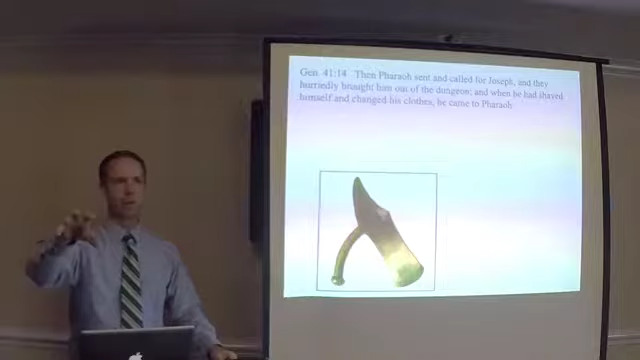 Gen. 41:14 Then Pharaoh sent and called for Joseph, and they
hurriedly brought him out of the dungeon; and when he had shaved
himself and changed his clothes, he came to Pharaoh.